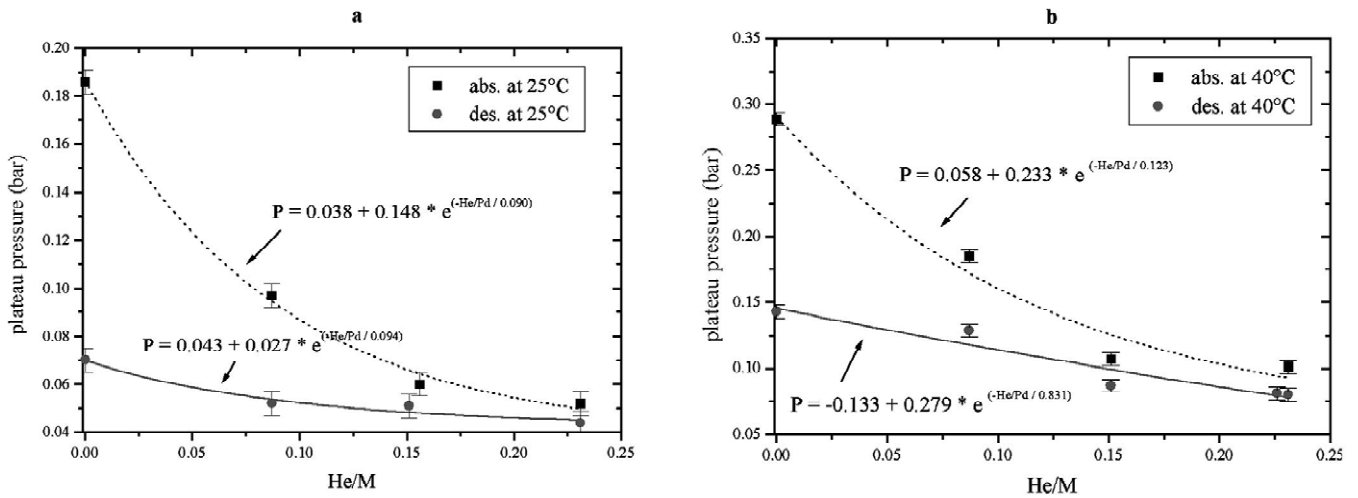 a
0.20
0.18
0.16
0.14
0.12
0.10
0.08
0.06
0.04
plateau pressure (bar)
abs. at 25°C
des. at 25°C
P = 0.038 + 0.148 * e(-He/Pd / 0.090)
P = 0.043 + 0.027 * e(-He/Pd / 0.094)
0.00 0.05 0.10 0.15 0.20 0.25
He/M
b
0.35
0.30
0.25
0.20
0.15
0.10
0.05
plateau pressure (bar)
abs. at 40°C
des. at 40°C
P = 0.058 + 0.233 * e (-He/Pd / 0.123)
P = -0.133 + 0.279 * e (-He/Pd / 0.831)
0.00 0.05 0.10 0.15 0.20 0.25
He/M